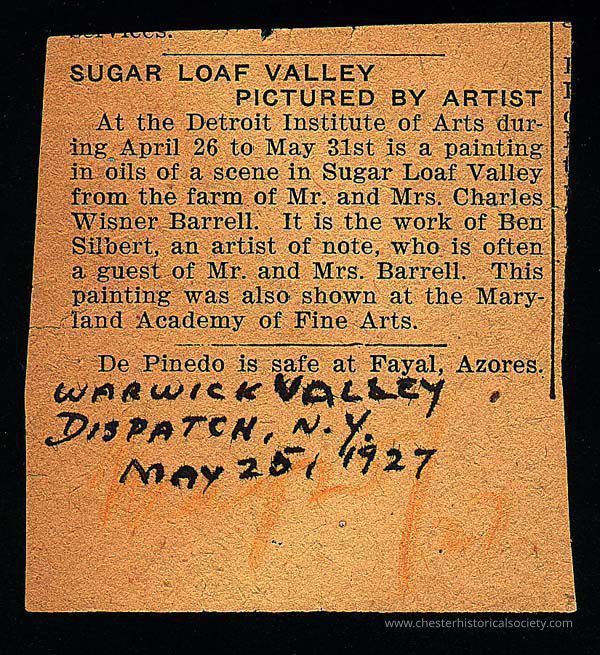 services.
SUGAR LOAF VALLEY
PICTURED BY ARTIST
At the Detroit Institute of Arts dur-
ing April 26 to May 31st is a painting
in oils of a scene in Sugar Loaf Valley
from the farm of Mr. and Mrs. Charles
Wisner Barrell. It is the work of Ben
Silbert, an artist of note, who is often
a guest of Mr. and Mrs. Barrell. This
painting was also shown at the Mary-
land Academy of Fine Arts.
De Pinedo is safe at Fayal, Azores.
WARWICK VALLEY
DISPATCH, N.Y.
MAY 25, 1927
www.chesterhistoricalsociety.com